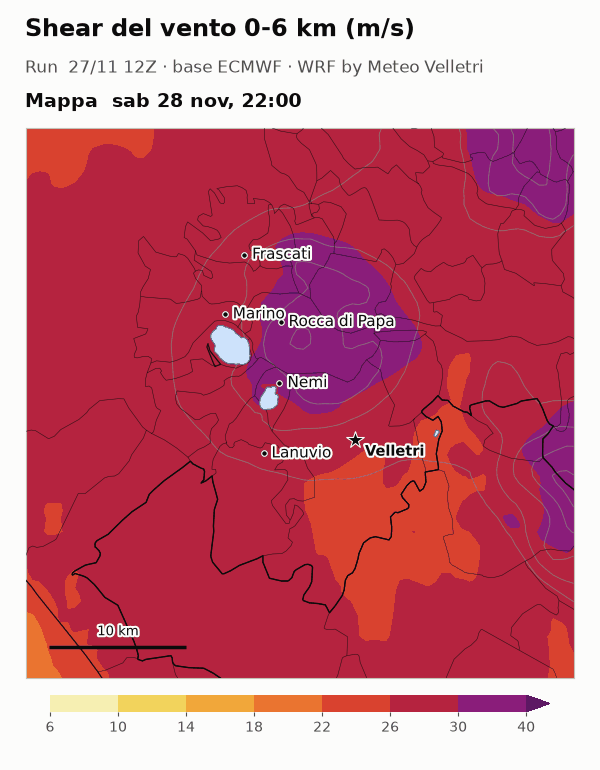 Shear del vento 0-6 km (m/s)
Run  27/11 12Z · base ECMWF · WRF by Meteo Velletri
Mappa  sab 28 nov, 22:00
Frascati
Marino
Rocca di Papa
Nemi
Velletri
Lanuvio
10 km
6 10 14 18 22 26 30 40